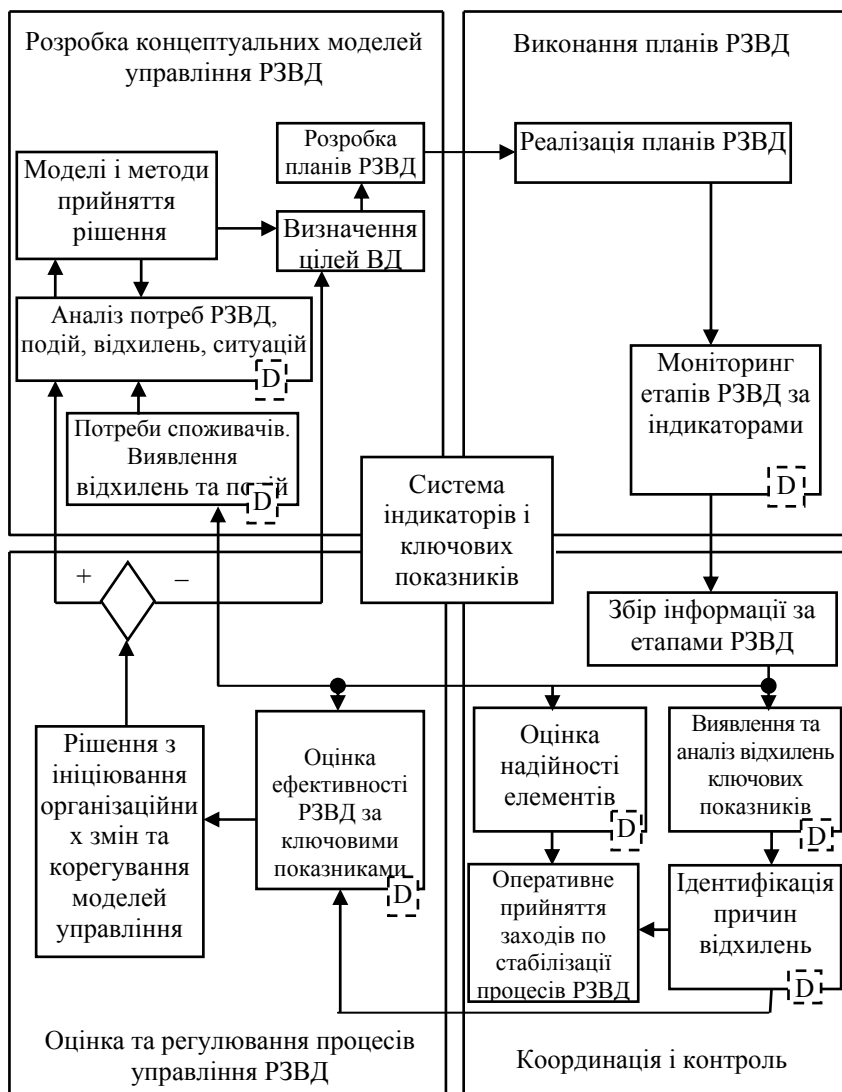 Розробка концептуальних моделей
управління РЗВД
Моделі і методи
прийняття
рішення
Розробка
планів РЗВД
Визначення
цілей ВД
Аналіз потреб РЗВД,
подій, відхилень, ситуацій
D
Потреби споживачів.
Виявлення
відхилень та подій
D
Виконання планів РЗВД
Реалізація планів РЗВД
Моніторинг
етапів РЗВД за
індикаторами
D
Система
індикаторів і
ключових
показників
+
–
Рішення з
ініціювання
організаційни
х змін та
корегування
моделей
управління
Оцінка
ефективності
РЗВД за
ключовими
показниками
D
Оцінка та регулювання процесів
управління РЗВД
Збір інформації за
етапами РЗВД
Оцінка
надійності
елементів
D
Виявлення та
аналіз відхилень
ключових
показників
D
Оперативне
прийняття
заходів по
стабілізації
процесів РЗВД
Ідентифікація
причин
відхилень
D
Координація і контроль